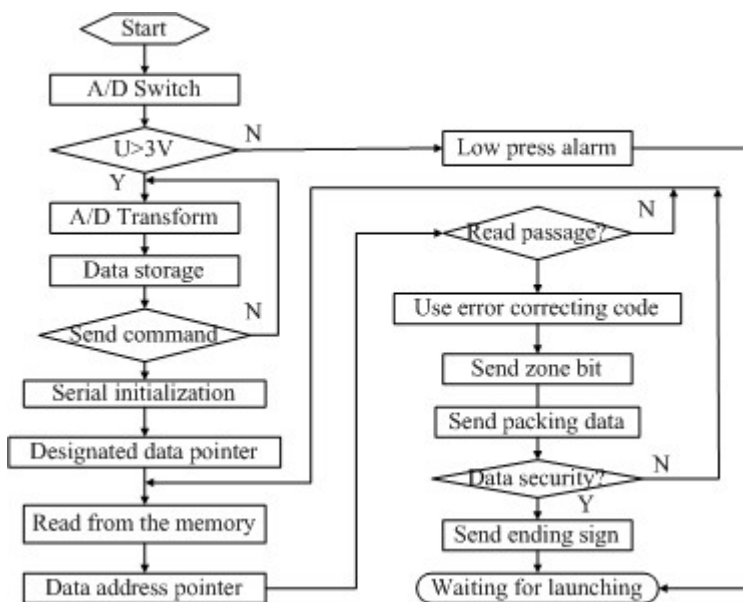 Start
A/D Switch
U>3V
N
Low press alarm
Y
A/D Transform
Read passage?
N
Data storage
Send command
N
Use error correcting code
Serial initialization
Send zone bit
Designated data pointer
Send packing data
Data security?
N
Y
Read from the memory
Send ending sign
Data address pointer
Waiting for launching